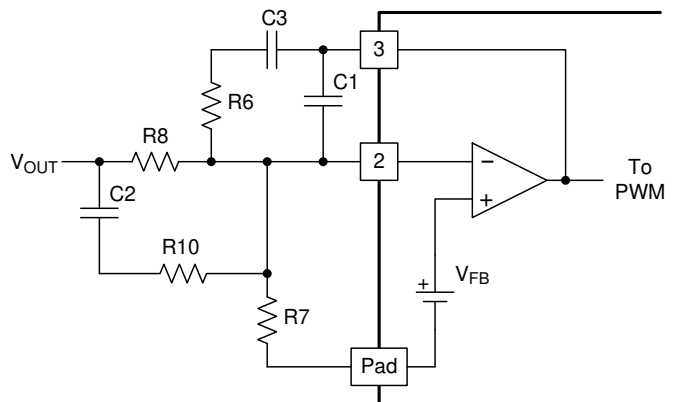 C3
3
C1
R6
R8
V_OUT
2
−
To
PWM
C2
+
R10
+
V_FB
R7
Pad